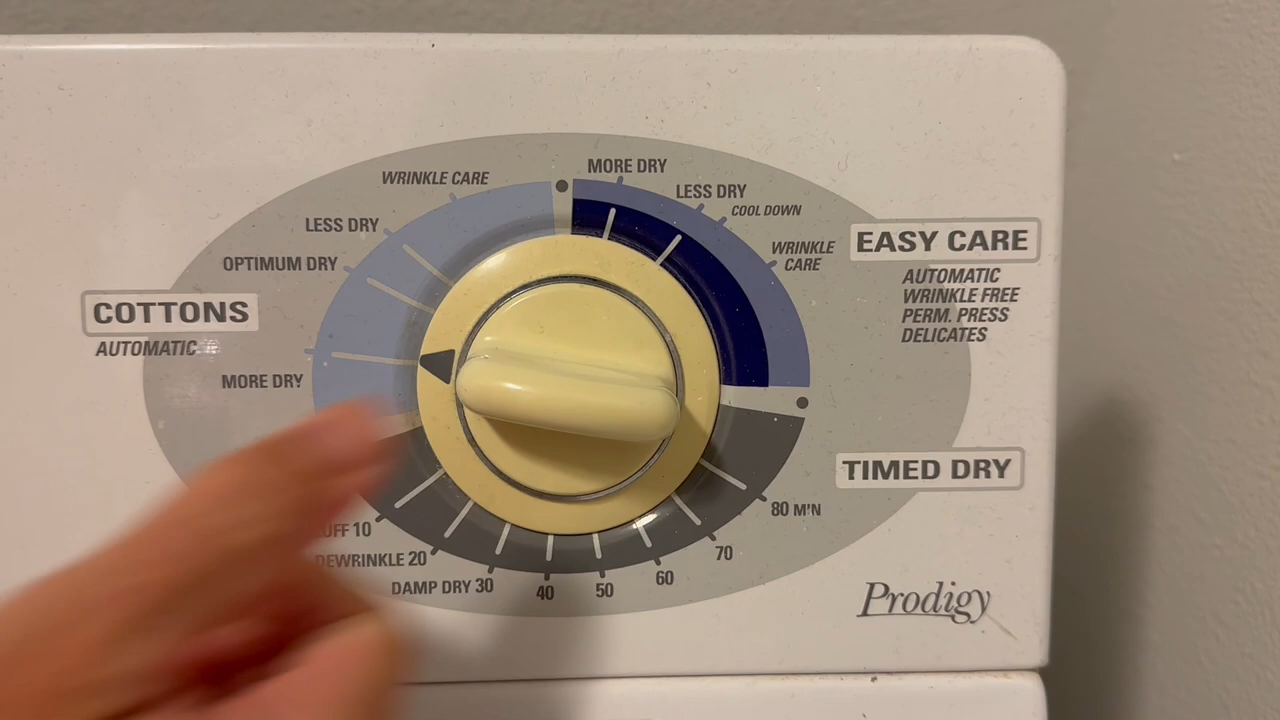 WRINKLE CARE
LESS DRY
OPTIMUM DRY
COTTONS
AUTOMATIC
MORE DRY
MORE DRY
LESS DRY
COOL DOWN
WRINKLE
CARE
EASY CARE
AUTOMATIC
WRINKLE FREE
PERM. PRESS
DELICATES
TIMED DRY
80 MIN
70
60
50
40
DAMP DRY 30
DEWRINKLE 20
10
Prodigy